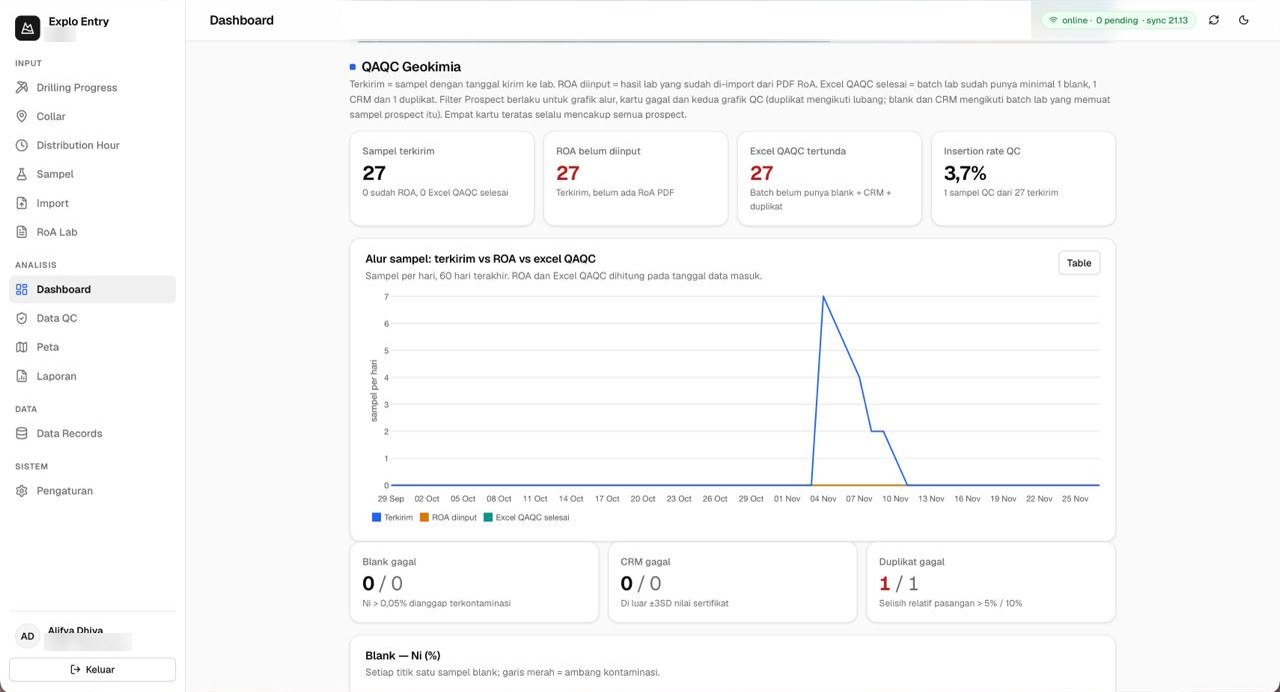 Explo Entry
Dashboard
online · 0 pending · sync 21.13
INPUT
Drilling Progress
Collar
Distribution Hour
Sampel
Import
RoA Lab
ANALISIS
Dashboard
Data QC
Peta
Laporan
DATA
Data Records
SISTEM
Pengaturan
AD
Alifya Dhiya
Keluar
QAQC Geokimia
Terkirim = sampel dengan tanggal kirim ke lab. ROA diinput = hasil lab yang sudah di-import dari PDF RoA. Excel QAQC selesai = batch lab sudah punya minimal 1 blank, 1
CRM dan 1 duplikat. Filter Prospect berlaku untuk grafik alur, kartu gagal dan kedua grafik QC (duplikat mengikuti lubang; blank dan CRM mengikuti batch lab yang memuat
sampel prospect itu). Empat kartu teratas selalu mencakup semua prospect.
Sampel terkirim
27
0 sudah ROA, 0 Excel QAQC selesai
ROA belum diinput
27
Terkirim, belum ada RoA PDF
Excel QAQC tertunda
27
Batch belum punya blank + CRM +
duplikat
Insertion rate QC
3,7%
1 sampel QC dari 27 terkirim
Alur sampel: terkirim vs ROA vs excel QAQC
Sampel per hari, 60 hari terakhir. ROA dan Excel QAQC dihitung pada tanggal data masuk.
Table
sampel per hari
7
6
5
4
3
2
1
0
29 Sep 02 Oct 05 Oct 08 Oct 11 Oct 14 Oct 17 Oct 20 Oct 23 Oct 26 Oct 29 Oct 01 Nov 04 Nov 07 Nov 10 Nov 13 Nov 16 Nov 19 Nov 22 Nov 25 Nov
Terkirim ROA diinput Excel QAQC selesai
Blank gagal
0 / 0
Ni > 0,05% dianggap terkontaminasi
CRM gagal
0 / 0
Di luar ±3SD nilai sertifikat
Duplikat gagal
1 / 1
Selisih relatif pasangan > 5% / 10%
Blank — Ni (%)
Setiap titik satu sampel blank; garis merah = ambang kontaminasi.